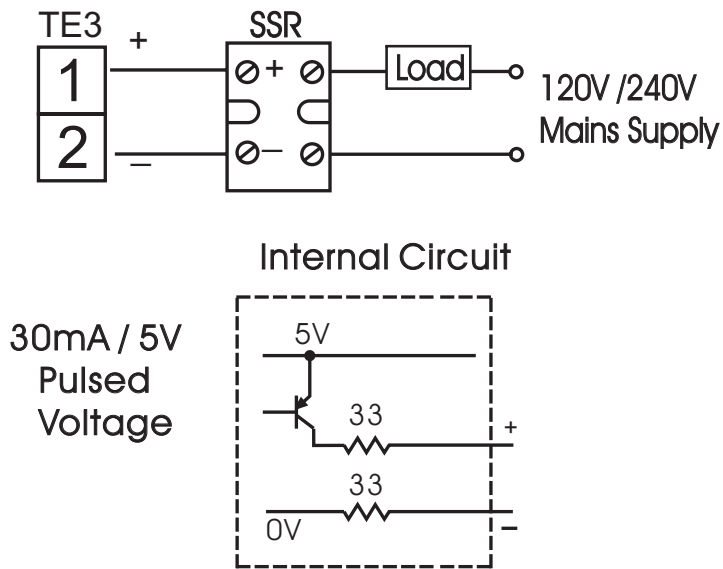 TE3
SSR
+
1
+
Load
120V /240V
Mains Supply
2
–
–
Internal Circuit
30mA / 5V
Pulsed
Voltage
5V
33
+
33
0V
–